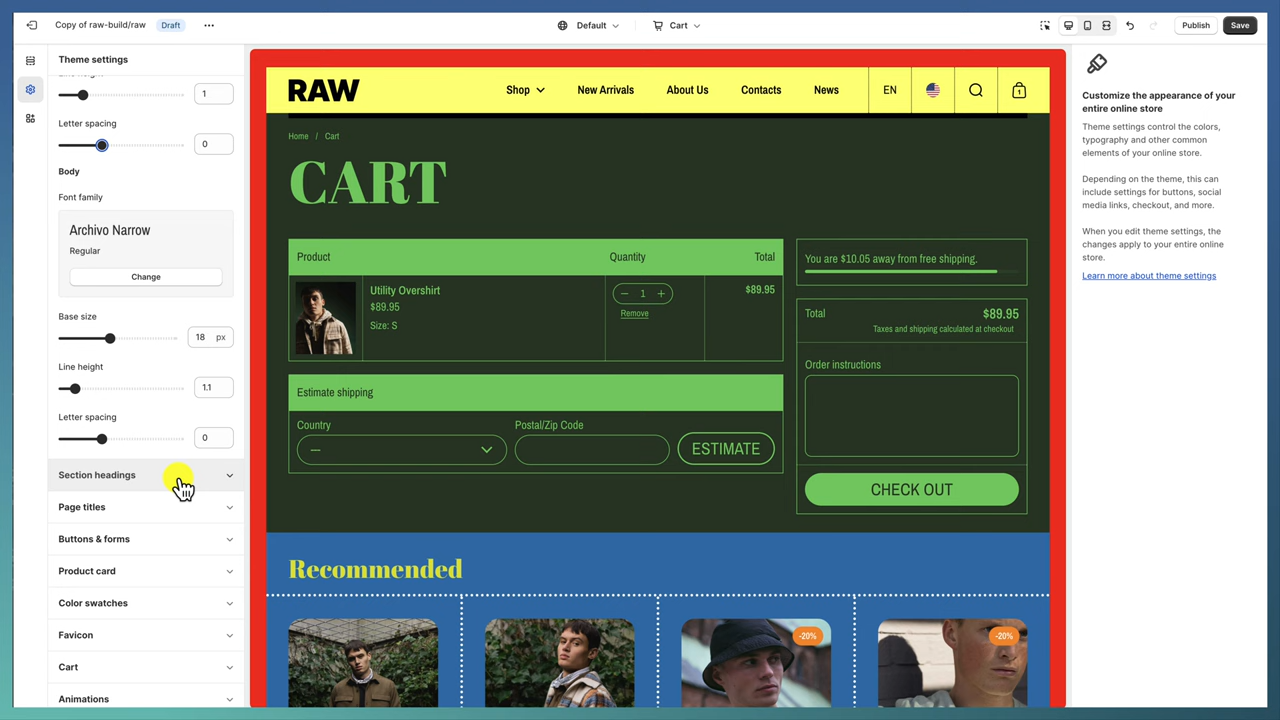 Copy of raw-build/raw
Draft
Default
Cart
Publish
Save
Theme settings
Line height
1
Letter spacing
0
Body
Font family
Archivo Narrow
Regular
Change
Base size
18 px
Line height
1.1
Letter spacing
0
Section headings
Page titles
Buttons & forms
Product card
Color swatches
Favicon
Cart
Animations
RAW
Shop
New Arrivals
About Us
Contacts
News
EN
1
Home / Cart
CART
Product
Quantity
Total
Utility Overshirt
$89.95
Size: S
− 1 +
Remove
$89.95
Estimate shipping
Country
—
Postal/Zip Code
ESTIMATE
You are $10.05 away from free shipping.
Total
$89.95
Taxes and shipping calculated at checkout
Order instructions
CHECK OUT
Recommended
-20%
-20%
Customize the appearance of your
entire online store
Theme settings control the colors,
typography and other common
elements of your online store.
Depending on the theme, this can
include settings for buttons, social
media links, checkout, and more.
When you edit theme settings, the
changes apply to your entire online
store.
Learn more about theme settings